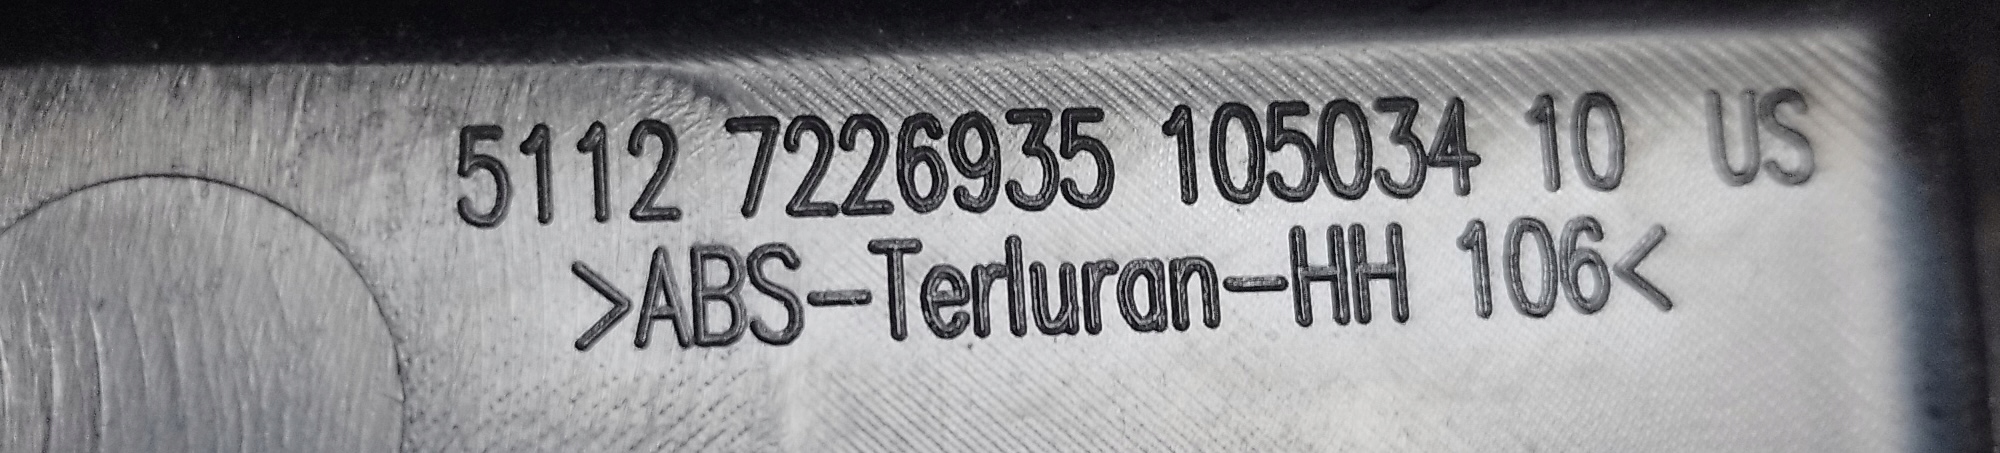 5112 7226935 105034 10 US
>ABS-Terluran-HH 106<